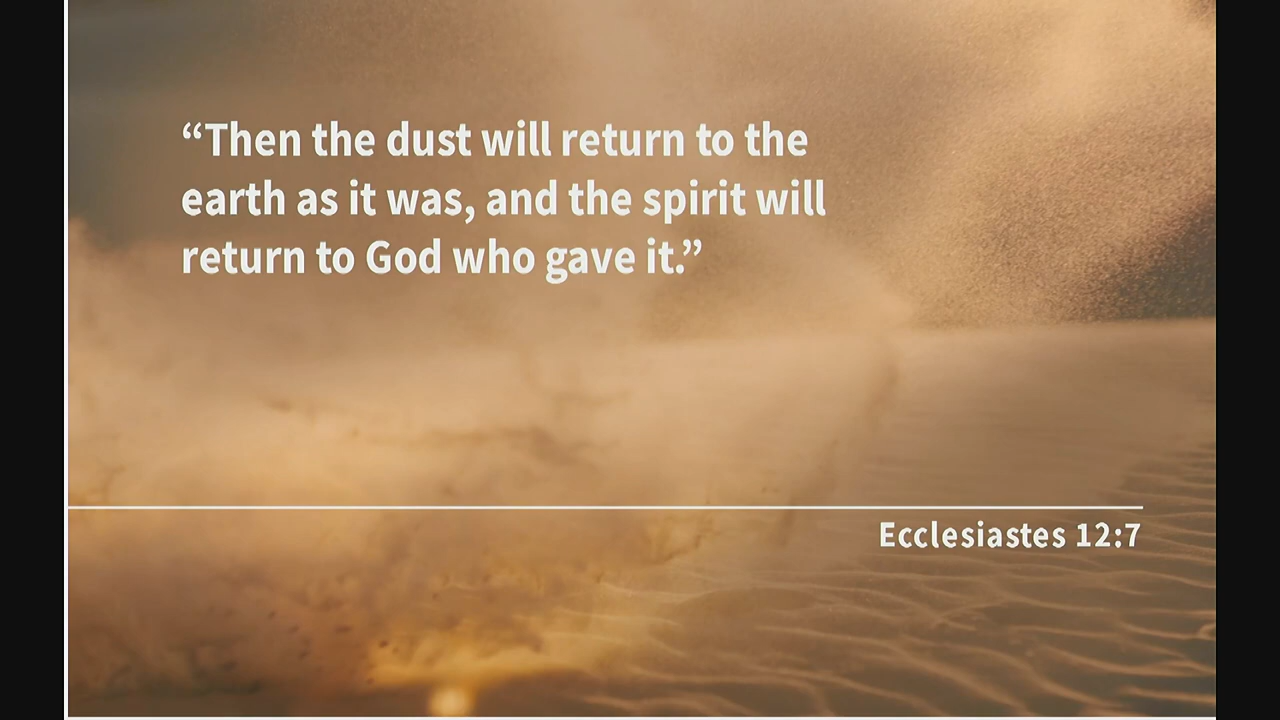 “Then the dust will return to the
earth as it was, and the spirit will
return to God who gave it.”
Ecclesiastes 12:7